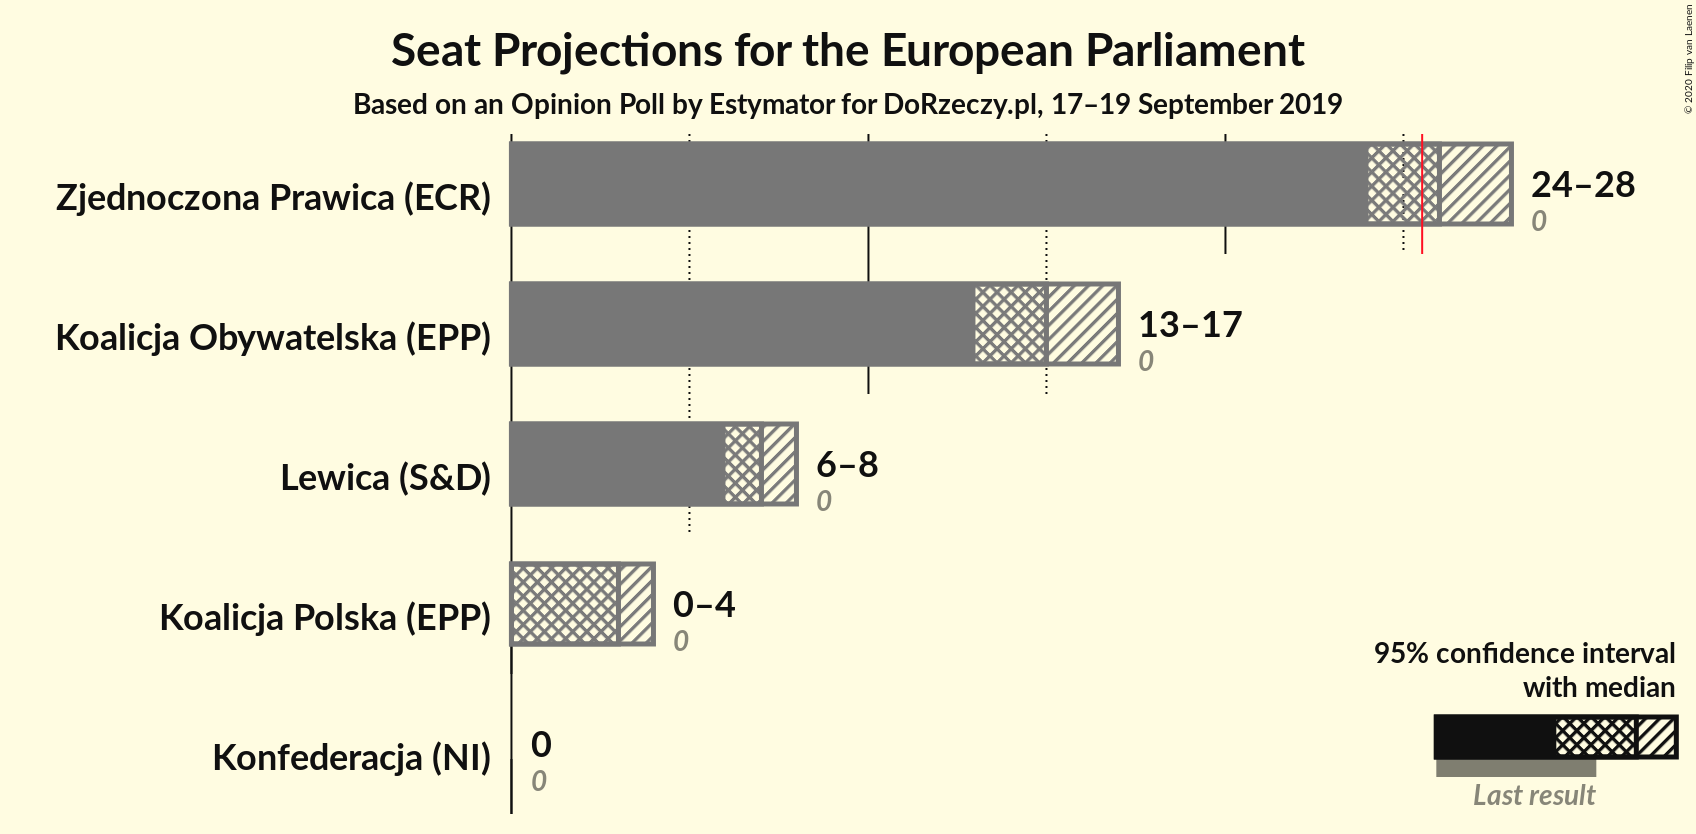 Seat Projections for the European Parliament
Based on an Opinion Poll by Estymator for DoRzeczy.pl, 17–19 September 2019
© 2020 Filip van Laenen
Zjednoczona Prawica (ECR)
24–28
0
Koalicja Obywatelska (EPP)
13–17
0
Lewica (S&D)
6–8
0
Koalicja Polska (EPP)
0–4
0
Konfederacja (NI)
0
0
95% confidence interval
with median
Last result